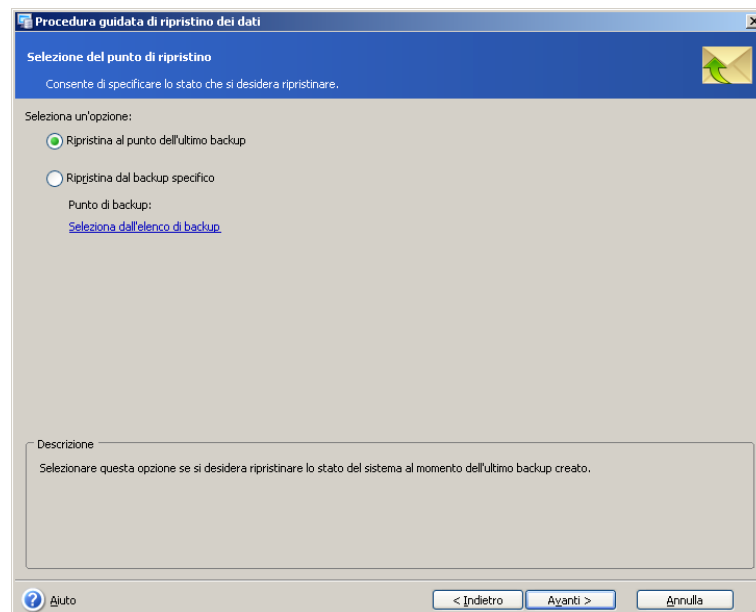 Procedura guidata di ripristino dei dati
Selezione del punto di ripristino
Consente di specificare lo stato che si desidera ripristinare.
Seleziona un'opzione:
Ripristina al punto dell'ultimo backup
Ripristina dal backup specifico
Punto di backup:
Seleziona dall'elenco di backup
Descrizione
Selezionare questa opzione se si desidera ripristinare lo stato del sistema al momento dell'ultimo backup creato.
Aiuto
< Indietro
Avanti >
Annulla